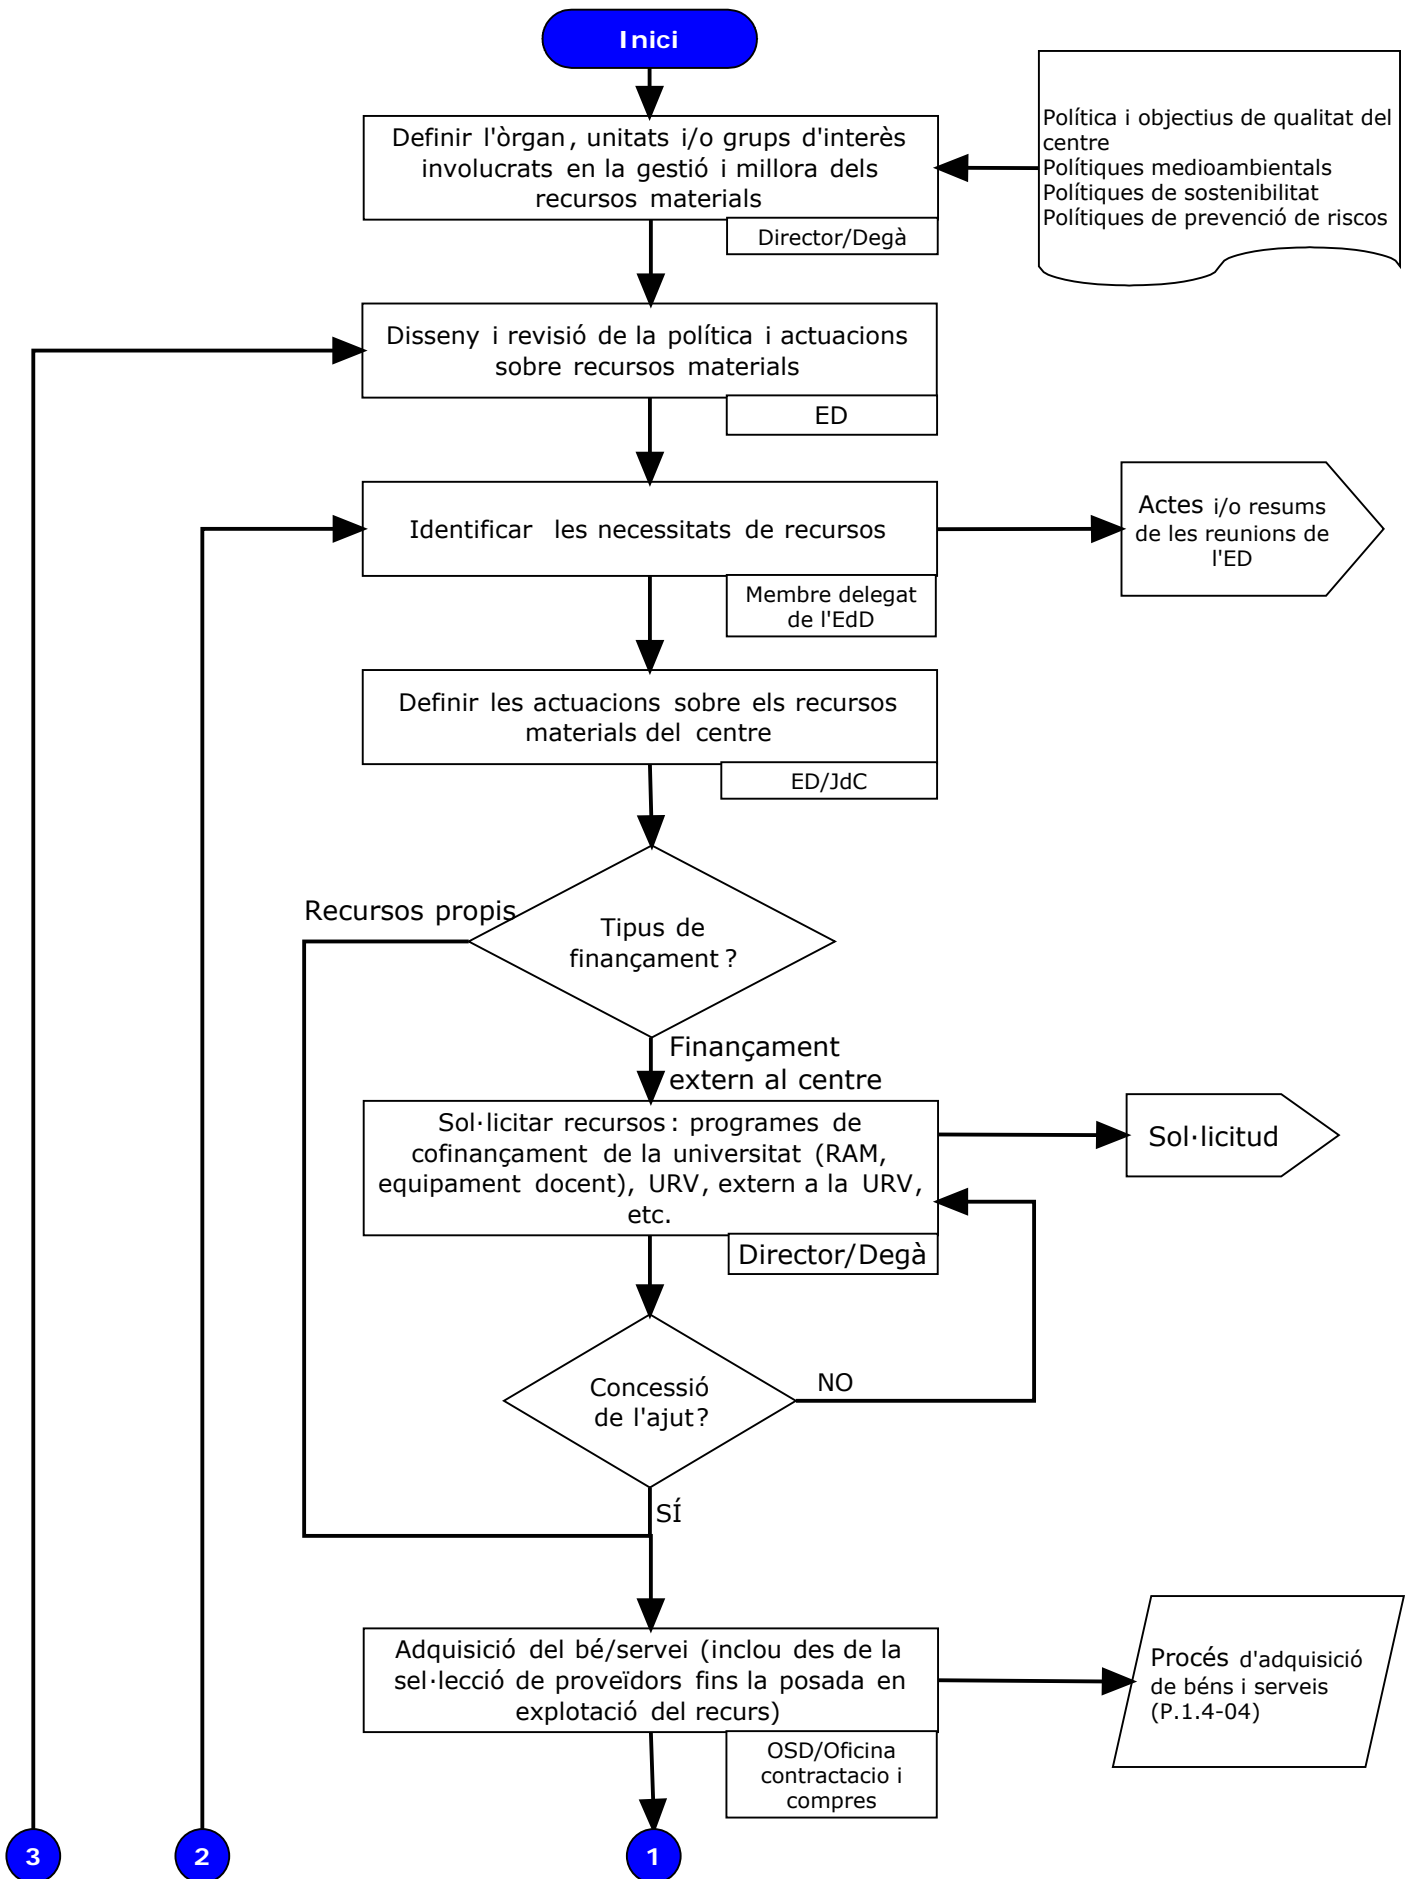 Inici
Política i objectius de qualitat del
centre
Polítiques medioambientals
Polítiques de sostenibilitat
Polítiques de prevenció de riscos
Definir l'òrgan, unitats i/o grups d'interès
involucrats en la gestió i millora dels
recursos materials
Director/Degà
Disseny i revisió de la política i actuacions
sobre recursos materials
ED
Identificar les necessitats de recursos
Membre delegat
de l'EdD
Actes i/o resums
de les reunions de
l'ED
Definir les actuacions sobre els recursos
materials del centre
ED/JdC
Recursos propis
Tipus de
finançament?
Finançament
extern al centre
Sol·licitar recursos: programes de
cofinançament de la universitat (RAM,
equipament docent), URV, extern a la URV,
etc.
Director/Degà
Sol·licitud
Concessió
de l'ajut?
NO
SÍ
Adquisició del bé/servei (inclou des de la
sel·lecció de proveïdors fins la posada en
explotació del recurs)
OSD/Oficina
contractacio i
compres
Procés d'adquisició
de béns i serveis
(P.1.4-04)
3
2
1